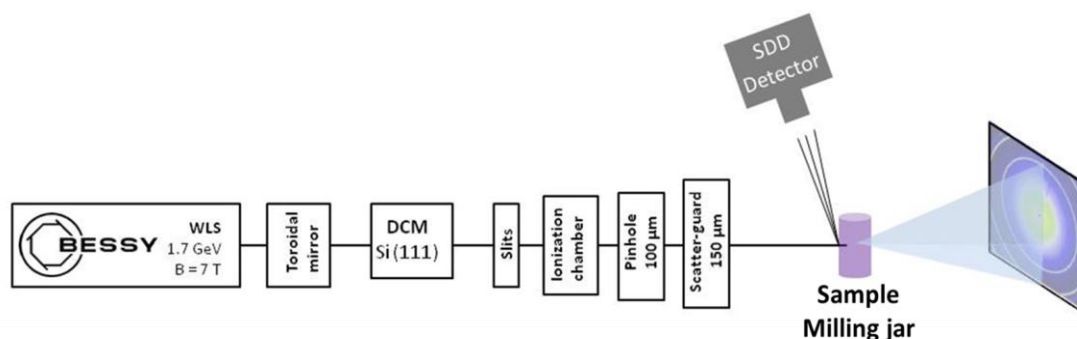 BESSY
WLS
1.7 GeV
B = 7 T
Toroidal
mirror
DCM
Si (111)
Slits
Ionization
chamber
Pinhole
100 µm
Scatter-guard
150 µm
SDD
Detector
Sample
Milling jar